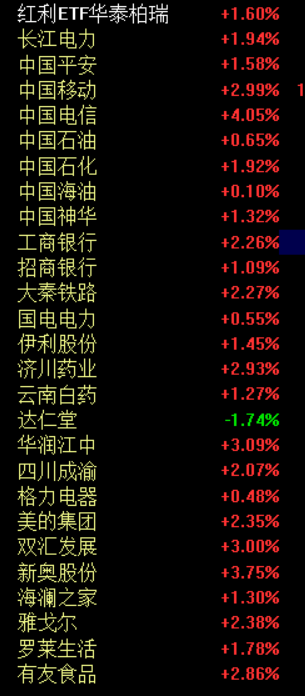 红利ETF华泰柏瑞 +1.60%
长江电力 +1.94%
中国平安 +1.58%
中国移动 +2.99% 1
中国电信 +4.05%
中国石油 +0.65%
中国石化 +1.92%
中国海油 +0.10%
中国神华 +1.32%
工商银行 +2.26%
招商银行 +1.09%
大秦铁路 +2.27%
国电电力 +0.55%
伊利股份 +1.45%
济川药业 +2.93%
云南白药 +1.27%
达仁堂 -1.74%
华润江中 +3.09%
四川成渝 +2.07%
格力电器 +0.48%
美的集团 +2.35%
双汇发展 +3.00%
新奥股份 +3.75%
海澜之家 +1.30%
雅戈尔 +2.38%
罗莱生活 +1.78%
有友食品 +2.86%